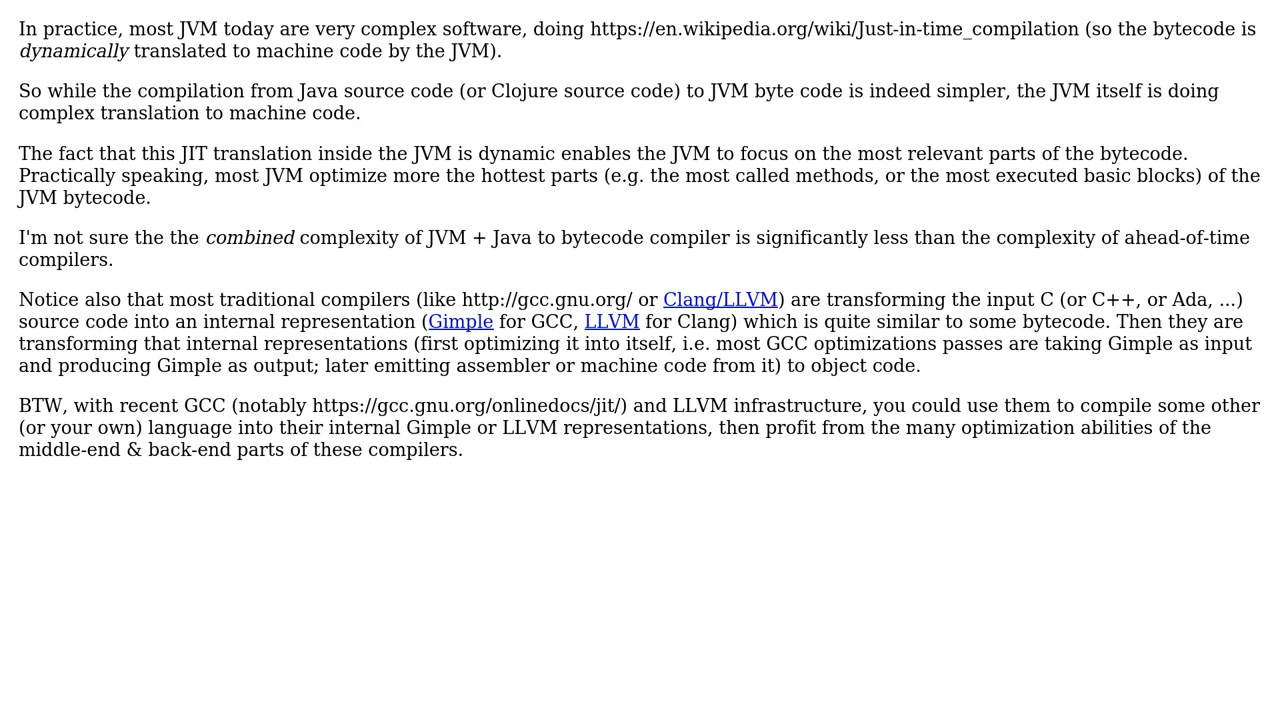 In practice, most JVM today are very complex software, doing https://en.wikipedia.org/wiki/Just-in-time_compilation (so the bytecode is
dynamically translated to machine code by the JVM).
So while the compilation from Java source code (or Clojure source code) to JVM byte code is indeed simpler, the JVM itself is doing
complex translation to machine code.
The fact that this JIT translation inside the JVM is dynamic enables the JVM to focus on the most relevant parts of the bytecode.
Practically speaking, most JVM optimize more the hottest parts (e.g. the most called methods, or the most executed basic blocks) of the
JVM bytecode.
I'm not sure the the combined complexity of JVM + Java to bytecode compiler is significantly less than the complexity of ahead-of-time
compilers.
Notice also that most traditional compilers (like http://gcc.gnu.org/ or Clang/LLVM) are transforming the input C (or C++, or Ada, ...)
source code into an internal representation (Gimple for GCC, LLVM for Clang) which is quite similar to some bytecode. Then they are
transforming that internal representations (first optimizing it into itself, i.e. most GCC optimizations passes are taking Gimple as input
and producing Gimple as output; later emitting assembler or machine code from it) to object code.
BTW, with recent GCC (notably https://gcc.gnu.org/onlinedocs/jit/) and LLVM infrastructure, you could use them to compile some other
(or your own) language into their internal Gimple or LLVM representations, then profit from the many optimization abilities of the
middle-end & back-end parts of these compilers.